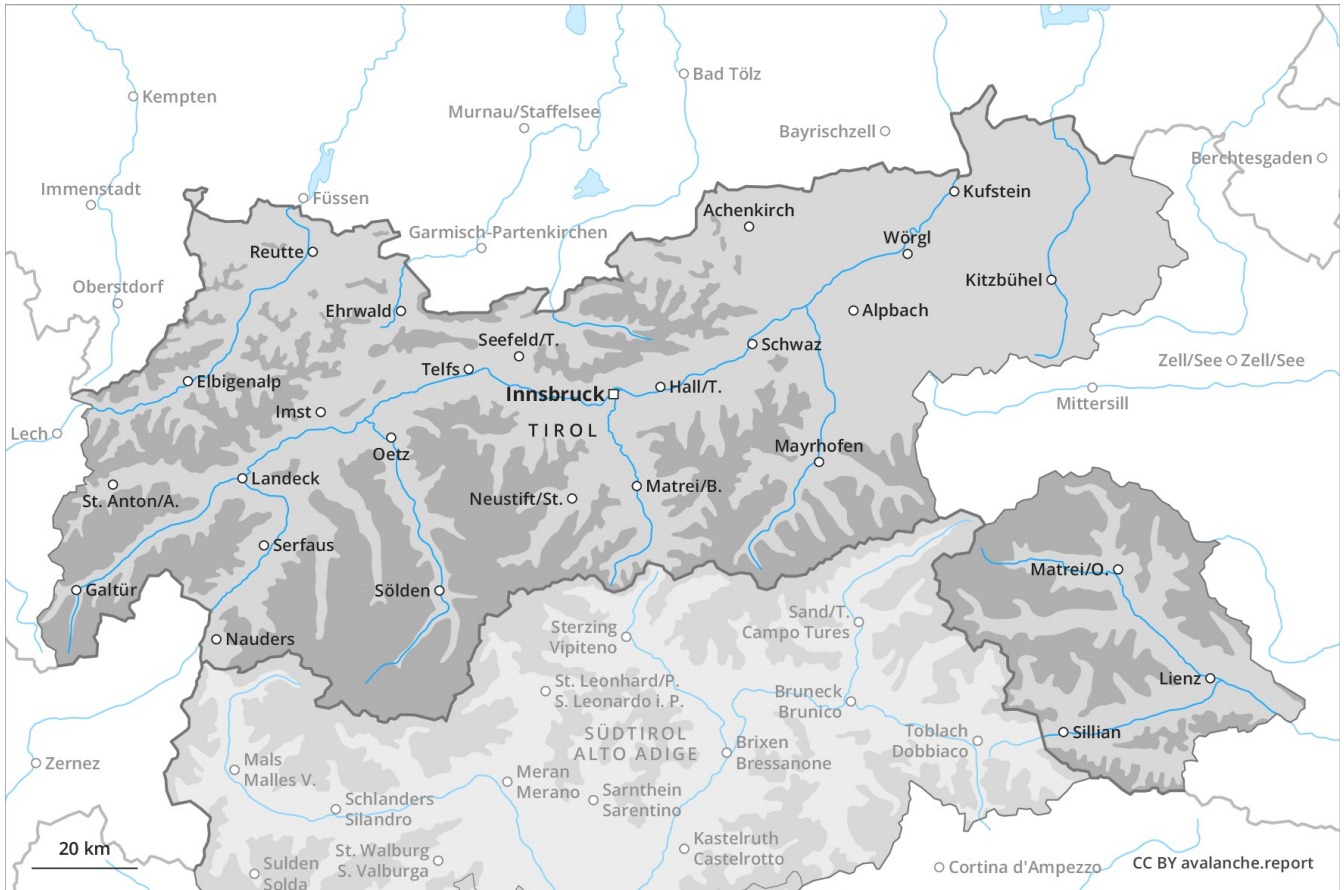 Bad Tölz
Kempten
Murnau/Staffelsee
Bayrischzell
Berchtesgaden
Immenstadt
Füssen
Kufstein
Achenkirch
Garmisch-Partenkirchen
Wörgl
Reutte
Kitzbühel
Oberstdorf
Ehrwald
Alpbach
Seefeld/T.
Schwaz
Zell/See
Zell/See
Telfs
Elbigenalp
Innsbruck
Hall/T.
Mittersill
Imst
TIROL
Lech
Oetz
Mayrhofen
Landeck
Matrei/B.
St. Anton/A.
Neustift/St.
Serfaus
Matrei/O.
Galtür
Sölden
Sand/T.
Campo Tures
Nauders
Sterzing
Vipiteno
Lienz
St. Leonhard/P.
S. Leonardo i. P.
Bruneck
Brunico
SÜDTIROL
ALTO ADIGE
Toblach
Dobbiaco
Sillian
Brixen
Bressanone
Zernez
Mals
Malles V.
Meran
Merano
Sarnthein
Sarentino
Schlanders
Silandro
Kastelruth
Castelrotto
20 km
St. Walburg
S. Valburga
Sulden
Solda
Cortina d'Ampezzo
CC BY avalanche.report